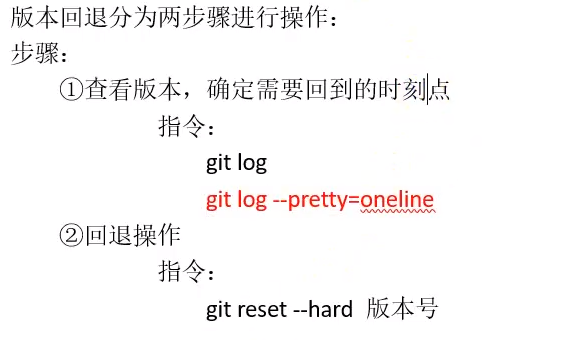 版本回退分为两步骤进行操作：
步骤：
①查看版本，确定需要回到的时刻点
指令：
git log
git log --pretty=oneline
②回退操作
指令：
git reset --hard 版本号